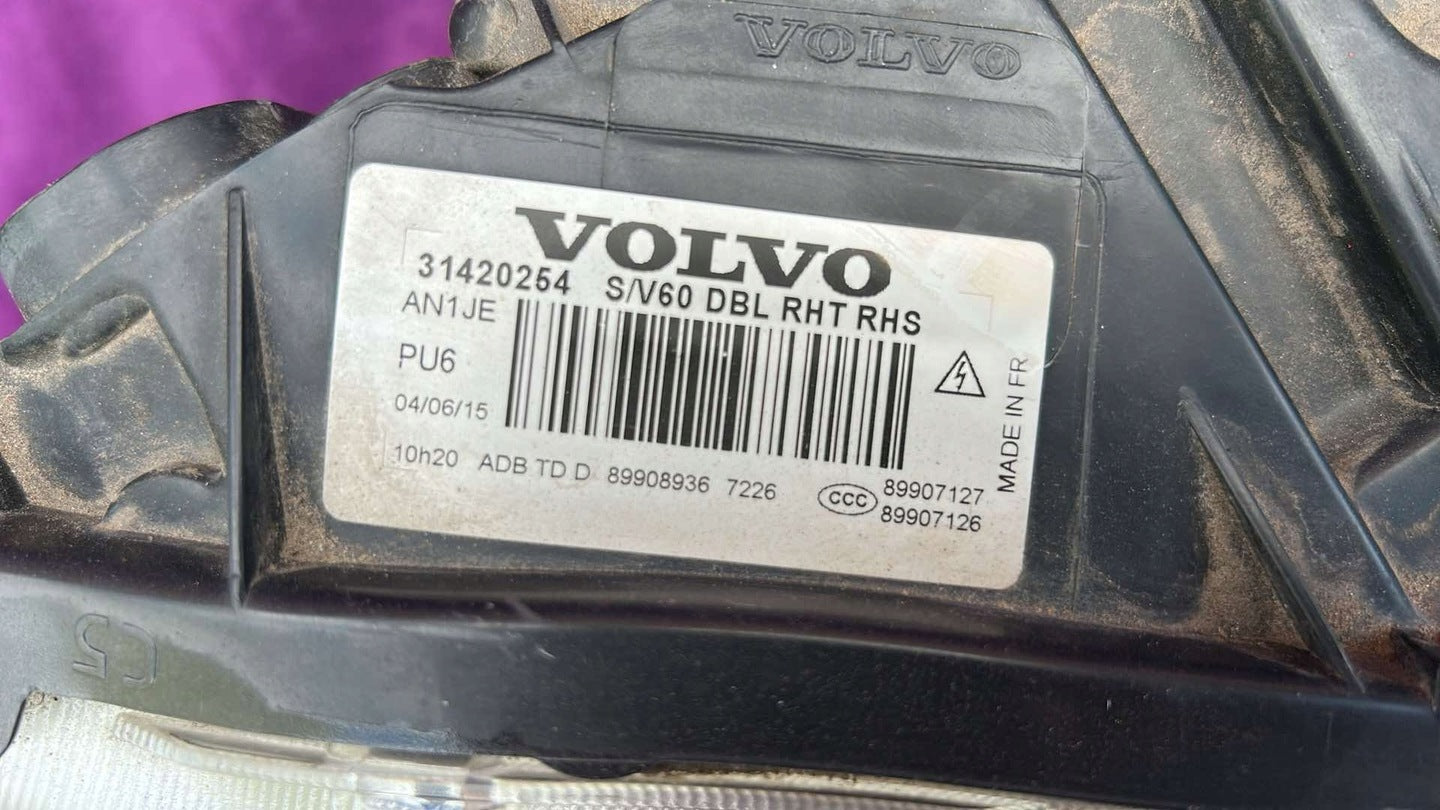 VOLVO
VOLVO
31420254 S/V60 DBL RHT RHS
AN1JE
PU6
04/06/15
10h20 ADB TD D 89908936 7226
CCC 89907127
89907126
MADE IN FR
C5